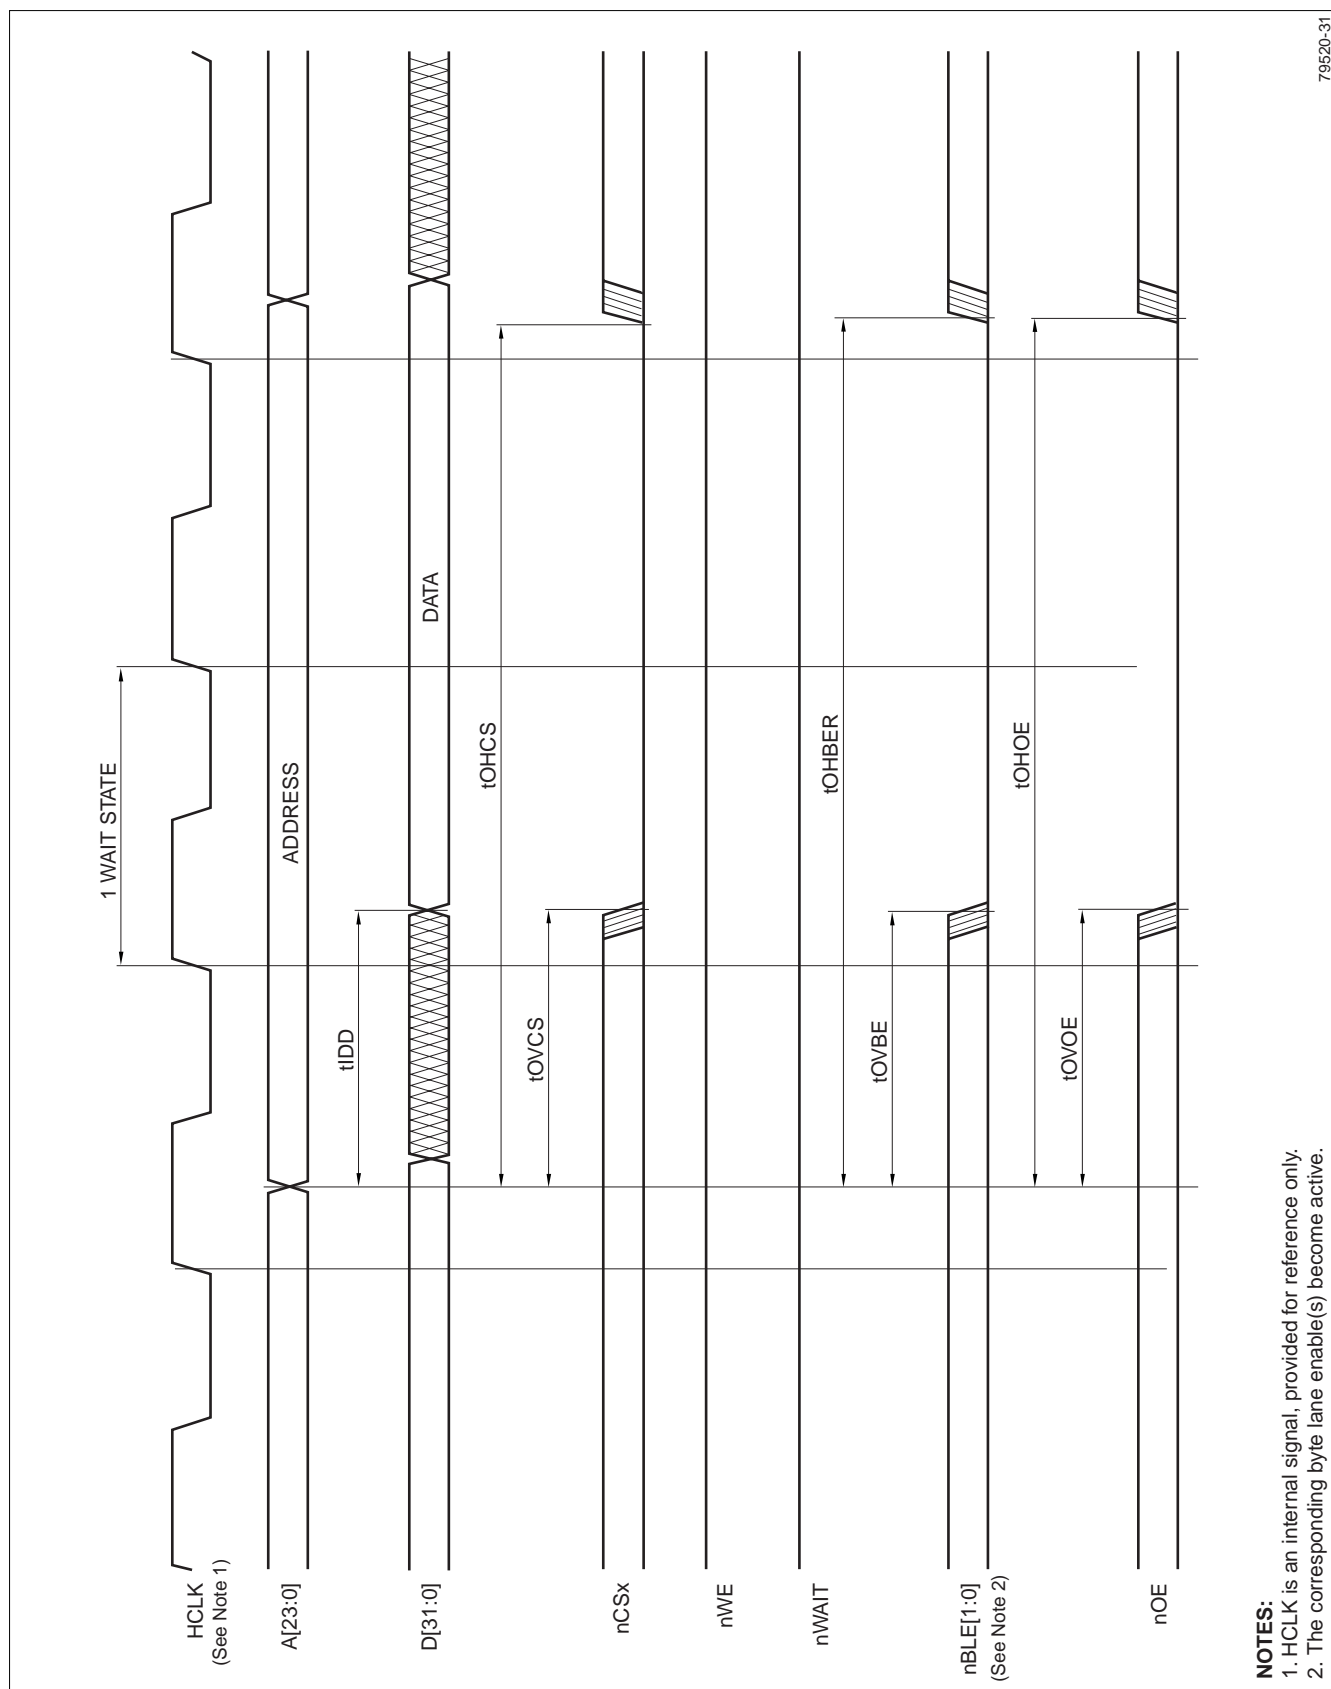 1 WAIT STATE
HCLK
(See Note 1)
A[23:0]
ADDRESS
tIDD
D[31:0]
DATA
tOHCS
tOVCS
nCSx
nWE
nWAIT
tOHBER
tOVBE
nBLE[1:0]
(See Note 2)
tOHOE
tOVOE
nOE
NOTES:
1. HCLK is an internal signal, provided for reference only.
2. The corresponding byte lane enable(s) become active.
79520-31